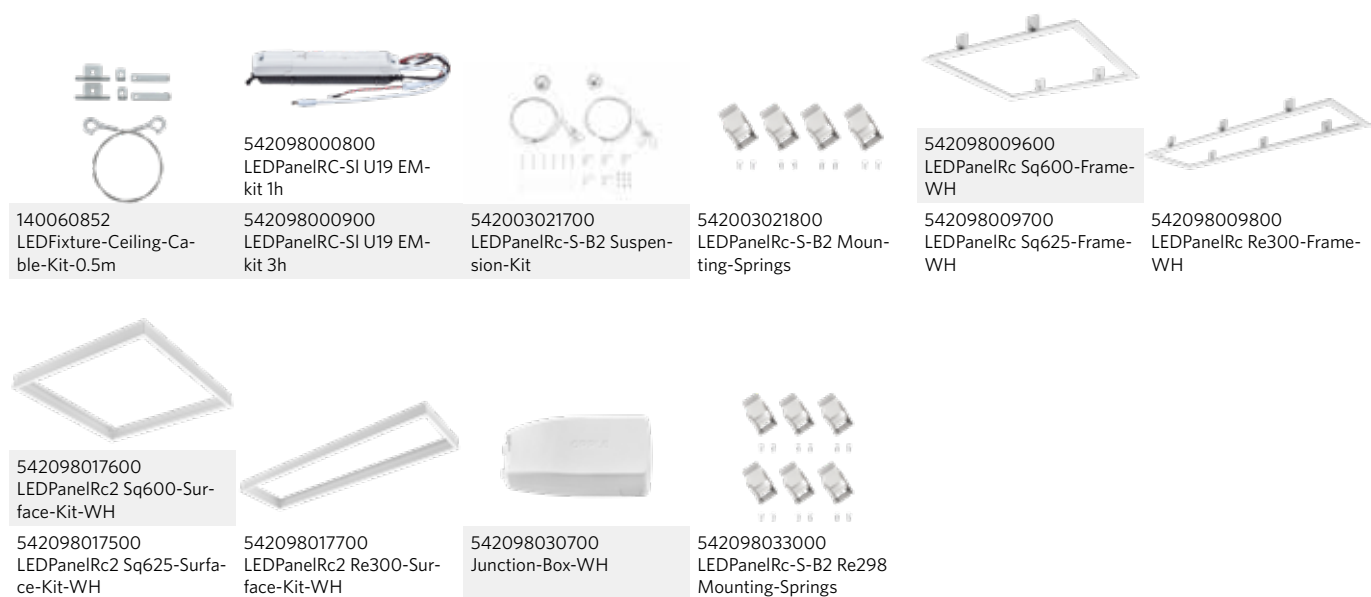 140060852
LEDFixture-Ceiling-Ca-
ble-Kit-0.5m
542098000800
LEDPanelRC-Sl U19 EM-
kit 1h
542098000900
LEDPanelRC-Sl U19 EM-
kit 3h
542003021700
LEDPanelRc-S-B2 Suspen-
sion-Kit
542003021800
LEDPanelRc-S-B2 Moun-
ting-Springs
542098009600
LEDPanelRc Sq600-Frame-
WH
542098009700
LEDPanelRc Sq625-Frame-
WH
542098009800
LEDPanelRc Re300-Frame-
WH
542098017600
LEDPanelRc2 Sq600-Sur-
face-Kit-WH
542098017500
LEDPanelRc2 Sq625-Surfa-
ce-Kit-WH
542098017700
LEDPanelRc2 Re300-Sur-
face-Kit-WH
542098030700
Junction-Box-WH
542098033000
LEDPanelRc-S-B2 Re298
Mounting-Springs